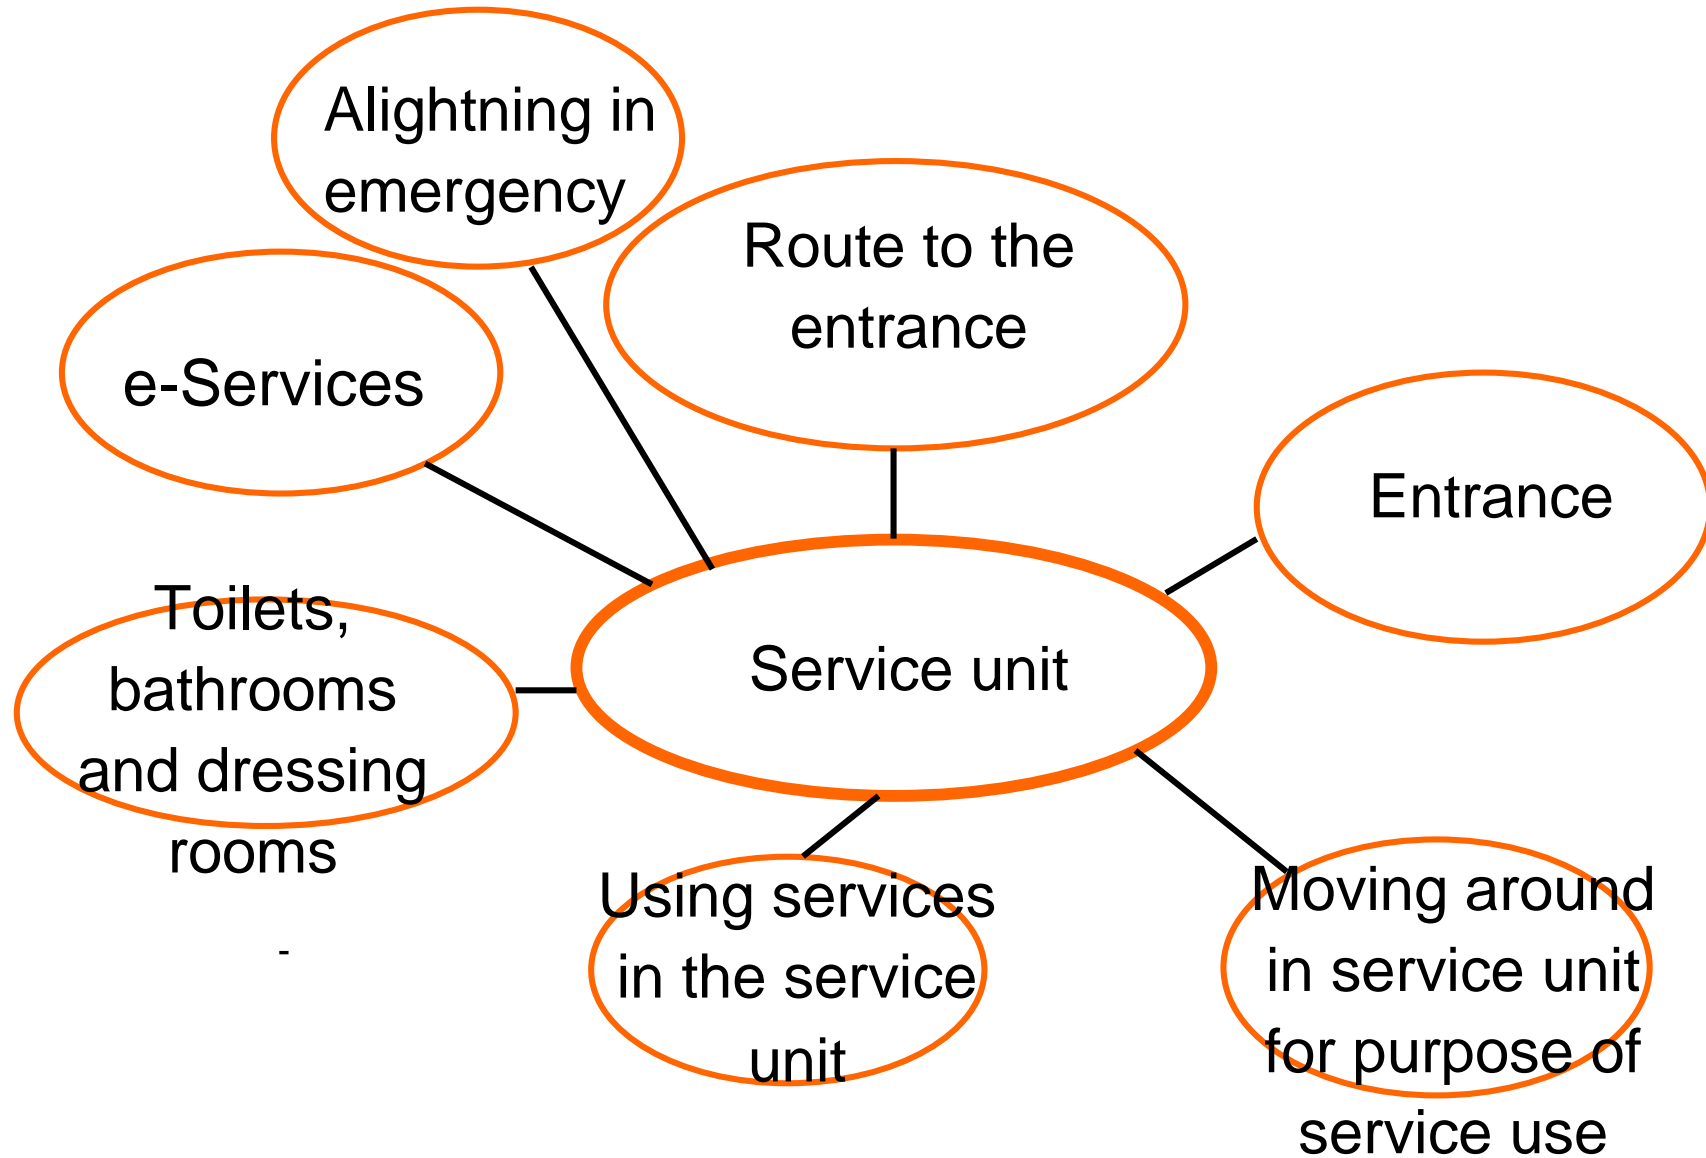 Alightning in
emergency
Route to the
entrance
e-Services
Entrance
Toilets,
bathrooms
and dressing
rooms
-
Service unit
Using services
in the service
unit
Moving around
in service unit
for purpose of
service use